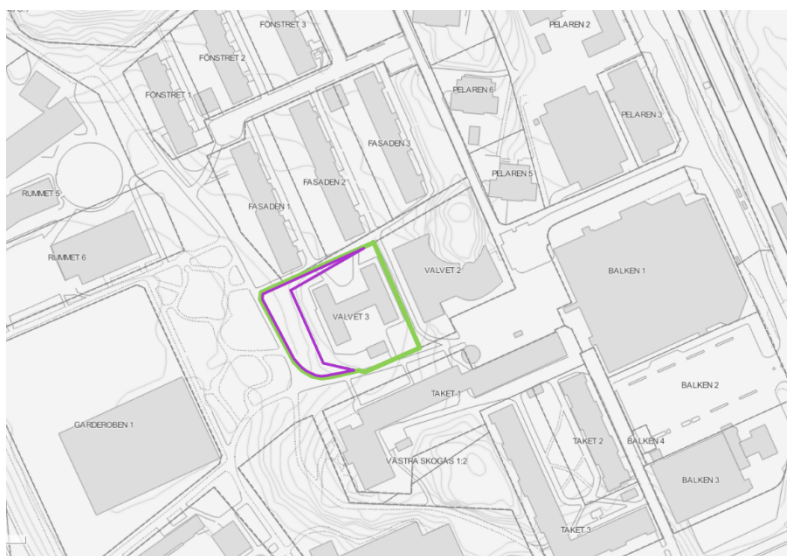 FÖNSTRET 3
PELAREN 2
FÖNSTRET 2
FÖNSTRET 1
PELAREN 6
PELAREN 3
FASADEN 3
PELAREN 5
FASADEN 2
RUMMET 5
FASADEN 1
RUMMET 6
VALVET 2
BALKEN 1
VALVET 3
BALKEN 2
TAKET 1
GARDEROBEN 1
TAKET 2
BALKEN 4
VÄSTRA SKOGÅS 1:2
BALKEN 3
TAKET 3